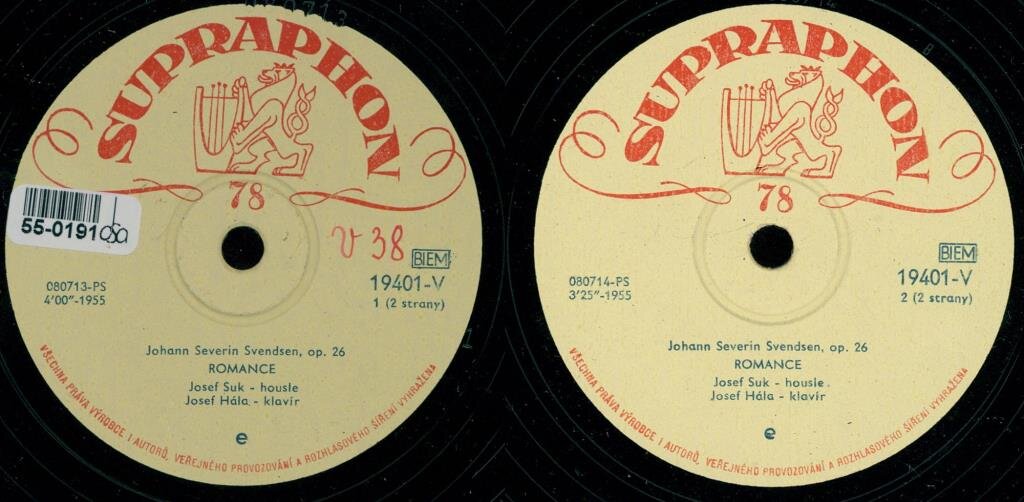 SUPRAPHON
78
55-0191
V 38
BIEM
080713-PS
4'00"-1955
19401-V
1 (2 strany)
Johann Severin Svendsen, op. 26
ROMANCE
Josef Suk - housle
Josef Hála - klavír
e
VŠECHNA PRÁVA VÝROBCE I AUTORŮ, VEŘEJNÉHO PROVOZOVÁNÍ A ROZHLASOVÉHO ŠÍŘENÍ VYHRAŽENA
SUPRAPHON
78
BIEM
080714-PS
3'25"-1955
19401-V
2 (2 strany)
Johann Severin Svendsen, op. 26
ROMANCE
Josef Suk - housle
Josef Hála - klavír
e
VŠECHNA PRÁVA VÝROBCE I AUTORŮ, VEŘEJNÉHO PROVOZOVÁNÍ A ROZHLASOVÉHO ŠÍŘENÍ VYHRAŽENA